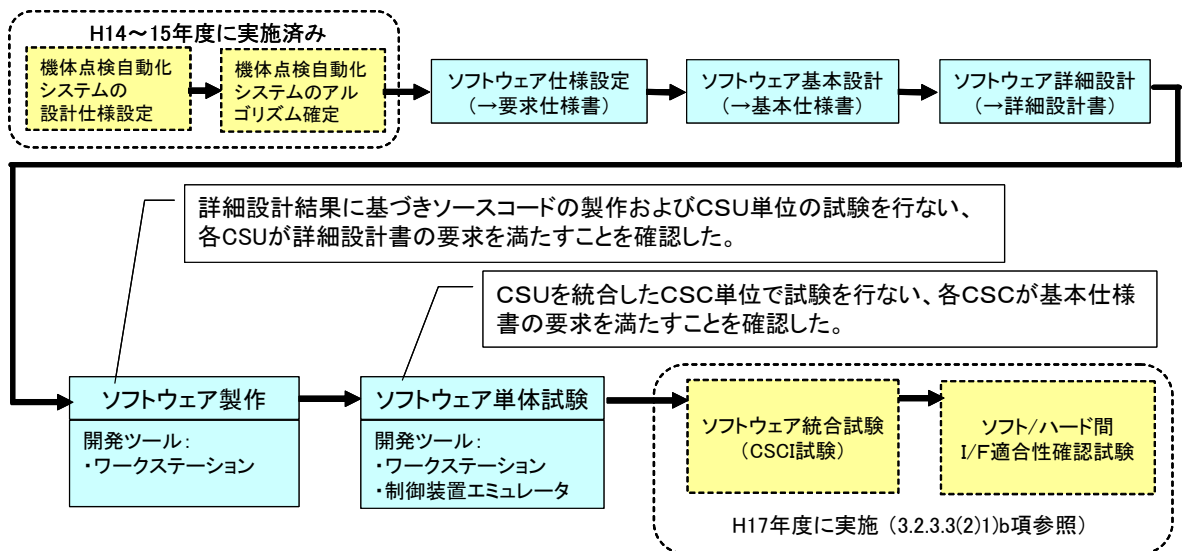 H14～15年度に実施済み
機体点検自動化
システムの
設計仕様設定
機体点検自動化
システムのアル
ゴリズム確定
ソフトウェア仕様設定
(→要求仕様書)
ソフトウェア基本設計
(→基本仕様書)
ソフトウェア詳細設計
(→詳細設計書)
詳細設計結果に基づきソースコードの製作およびCSU単位の試験を行ない、
各CSUが詳細設計書の要求を満たすことを確認した。
CSUを統合したCSC単位で試験を行ない、各CSCが基本仕様
書の要求を満たすことを確認した。
ソフトウェア製作
開発ツール：
・ワークステーション
ソフトウェア単体試験
開発ツール：
・ワークステーション
・制御装置エミュレータ
ソフトウェア統合試験
(CSCI試験)
ソフト/ハード間
I/F適合性確認試験
H17年度に実施 (3.2.3.3(2)1)b項参照)